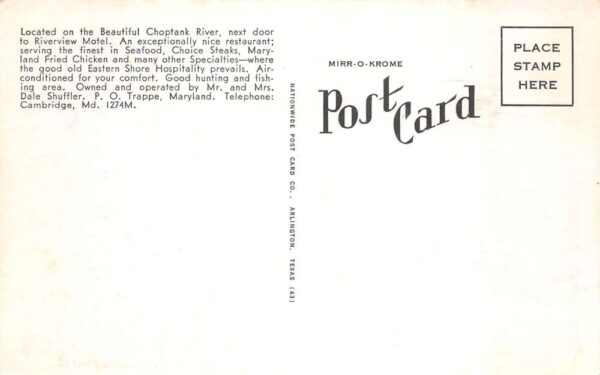 Located on the Beautiful Choptank River, next door
to Riverview Motel. An exceptionally nice restaurant;
serving the finest in Seafood, Choice Steaks, Mary-
land Fried Chicken and many other Specialties—where
the good old Eastern Shore Hospitality prevails. Air-
conditioned for your comfort. Good hunting and fish-
ing area. Owned and operated by Mr. and Mrs.
Dale Shuffler. P. O. Trappe, Maryland. Telephone:
Cambridge, Md. 1274M.
NATIONWIDE POST CARD CO., ARLINGTON, TEXAS (43)
MIRR-O-KROME
Post Card
PLACE
STAMP
HERE